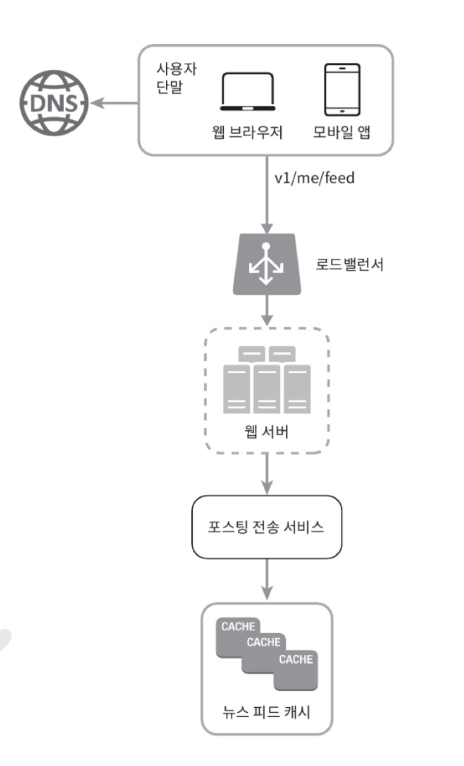 DNS
사용자
단말
웹 브라우저
모바일 앱
v1/me/feed
로드밸런서
웹 서버
포스팅 전송 서비스
CACHE
CACHE
CACHE
뉴스 피드 캐시